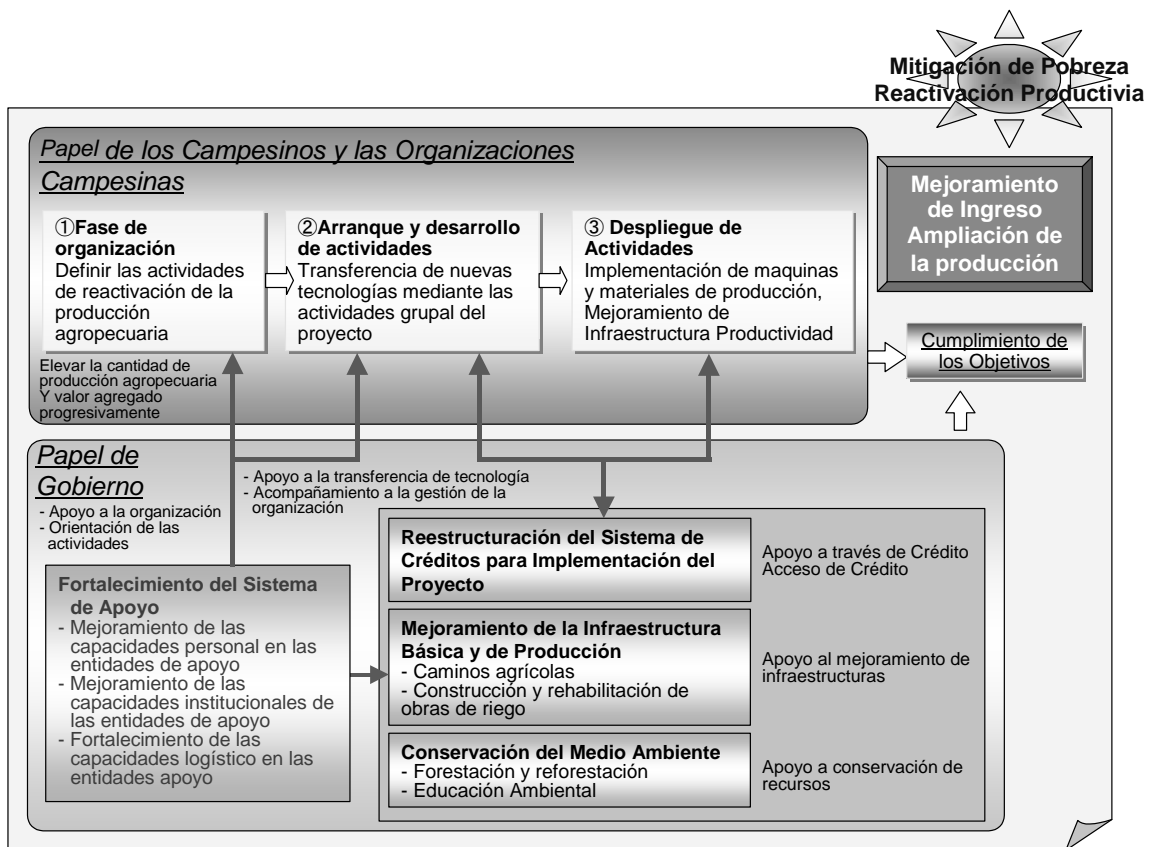 Mitigación de Pobreza
Reactivación Productivia
Papel de los Campesinos y las Organizaciones
Campesinas
①Fase de
organización
Definir las actividades
de reactivación de la
producción
agropecuaria
②Arranque y desarrollo
de actividades
Transferencia de nuevas
tecnologías mediante las
actividades grupal del
proyecto
③ Despliegue de
Actividades
Implementación de maquinas
y materiales de producción,
Mejoramiento de
Infraestructura Productividad
Mejoramiento
de Ingreso
Ampliación de
la producción
Elevar la cantidad de
producción agropecuaria
Y valor agregado
progresivamente
Cumplimiento de
los Objetivos
Papel de
Gobierno
- Apoyo a la organización
- Orientación de las
actividades
- Apoyo a la transferencia de tecnología
- Acompañamiento a la gestión de la
organización
Fortalecimiento del Sistema
de Apoyo
- Mejoramiento de las
capacidades personal en las
entidades de apoyo
- Mejoramiento de las
capacidades institucionales de
las entidades de apoyo
- Fortalecimiento de las
capacidades logístico en las
entidades apoyo
Reestructuración del Sistema de
Créditos para Implementación del
Proyecto
Apoyo a través de Crédito
Acceso de Crédito
Mejoramiento de la Infraestructura
Básica y de Producción
- Caminos agrícolas
- Construcción y rehabilitación de
obras de riego
Apoyo al mejoramiento de
infraestructuras
Conservación del Medio Ambiente
- Forestación y reforestación
- Educación Ambiental
Apoyo a conservación de
recursos